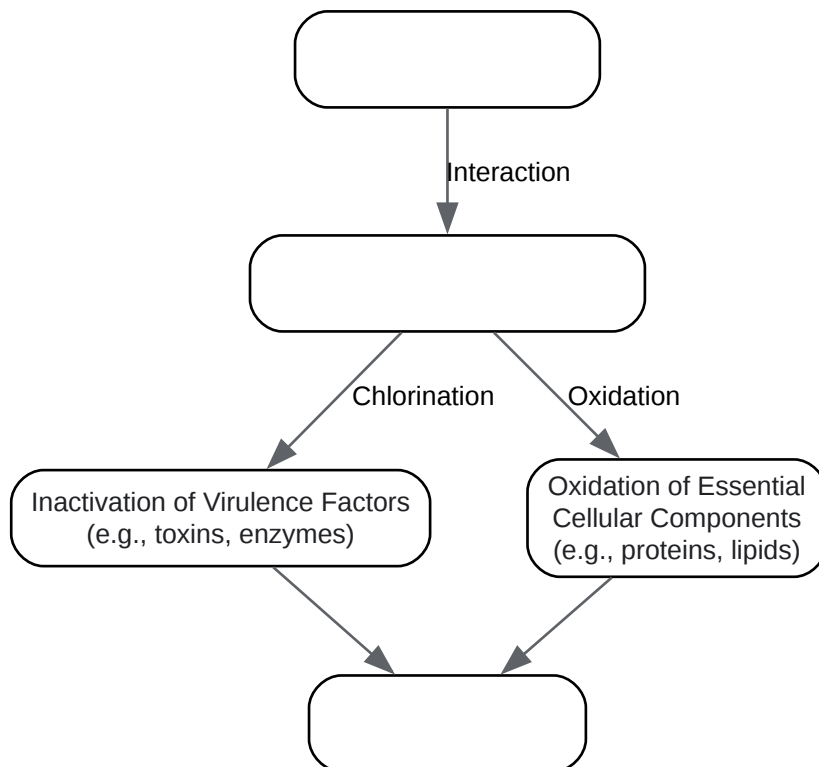 Interaction
Chlorination
Oxidation
Inactivation of Virulence Factors
(e.g., toxins, enzymes)
Oxidation of Essential
Cellular Components
(e.g., proteins, lipids)